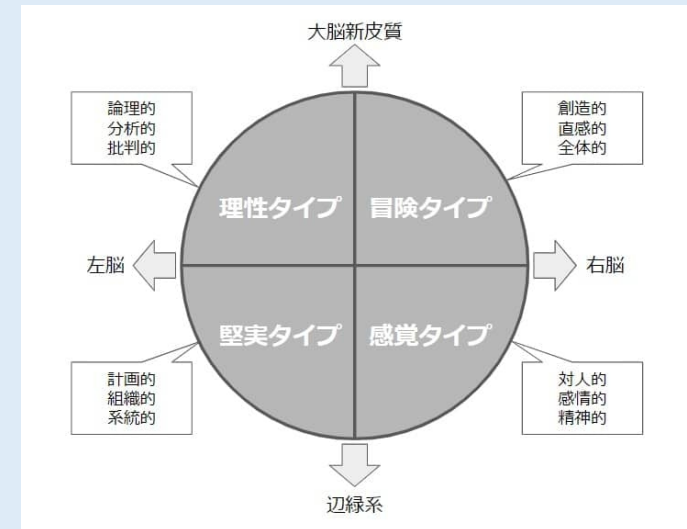 大脳新皮質
論理的
分析的
批判的
創造的
直感的
全体的
理性タイプ
冒険タイプ
左脳
右脳
堅実タイプ
感覚タイプ
計画的
組織的
系統的
対人的
感情的
精神的
辺縁系